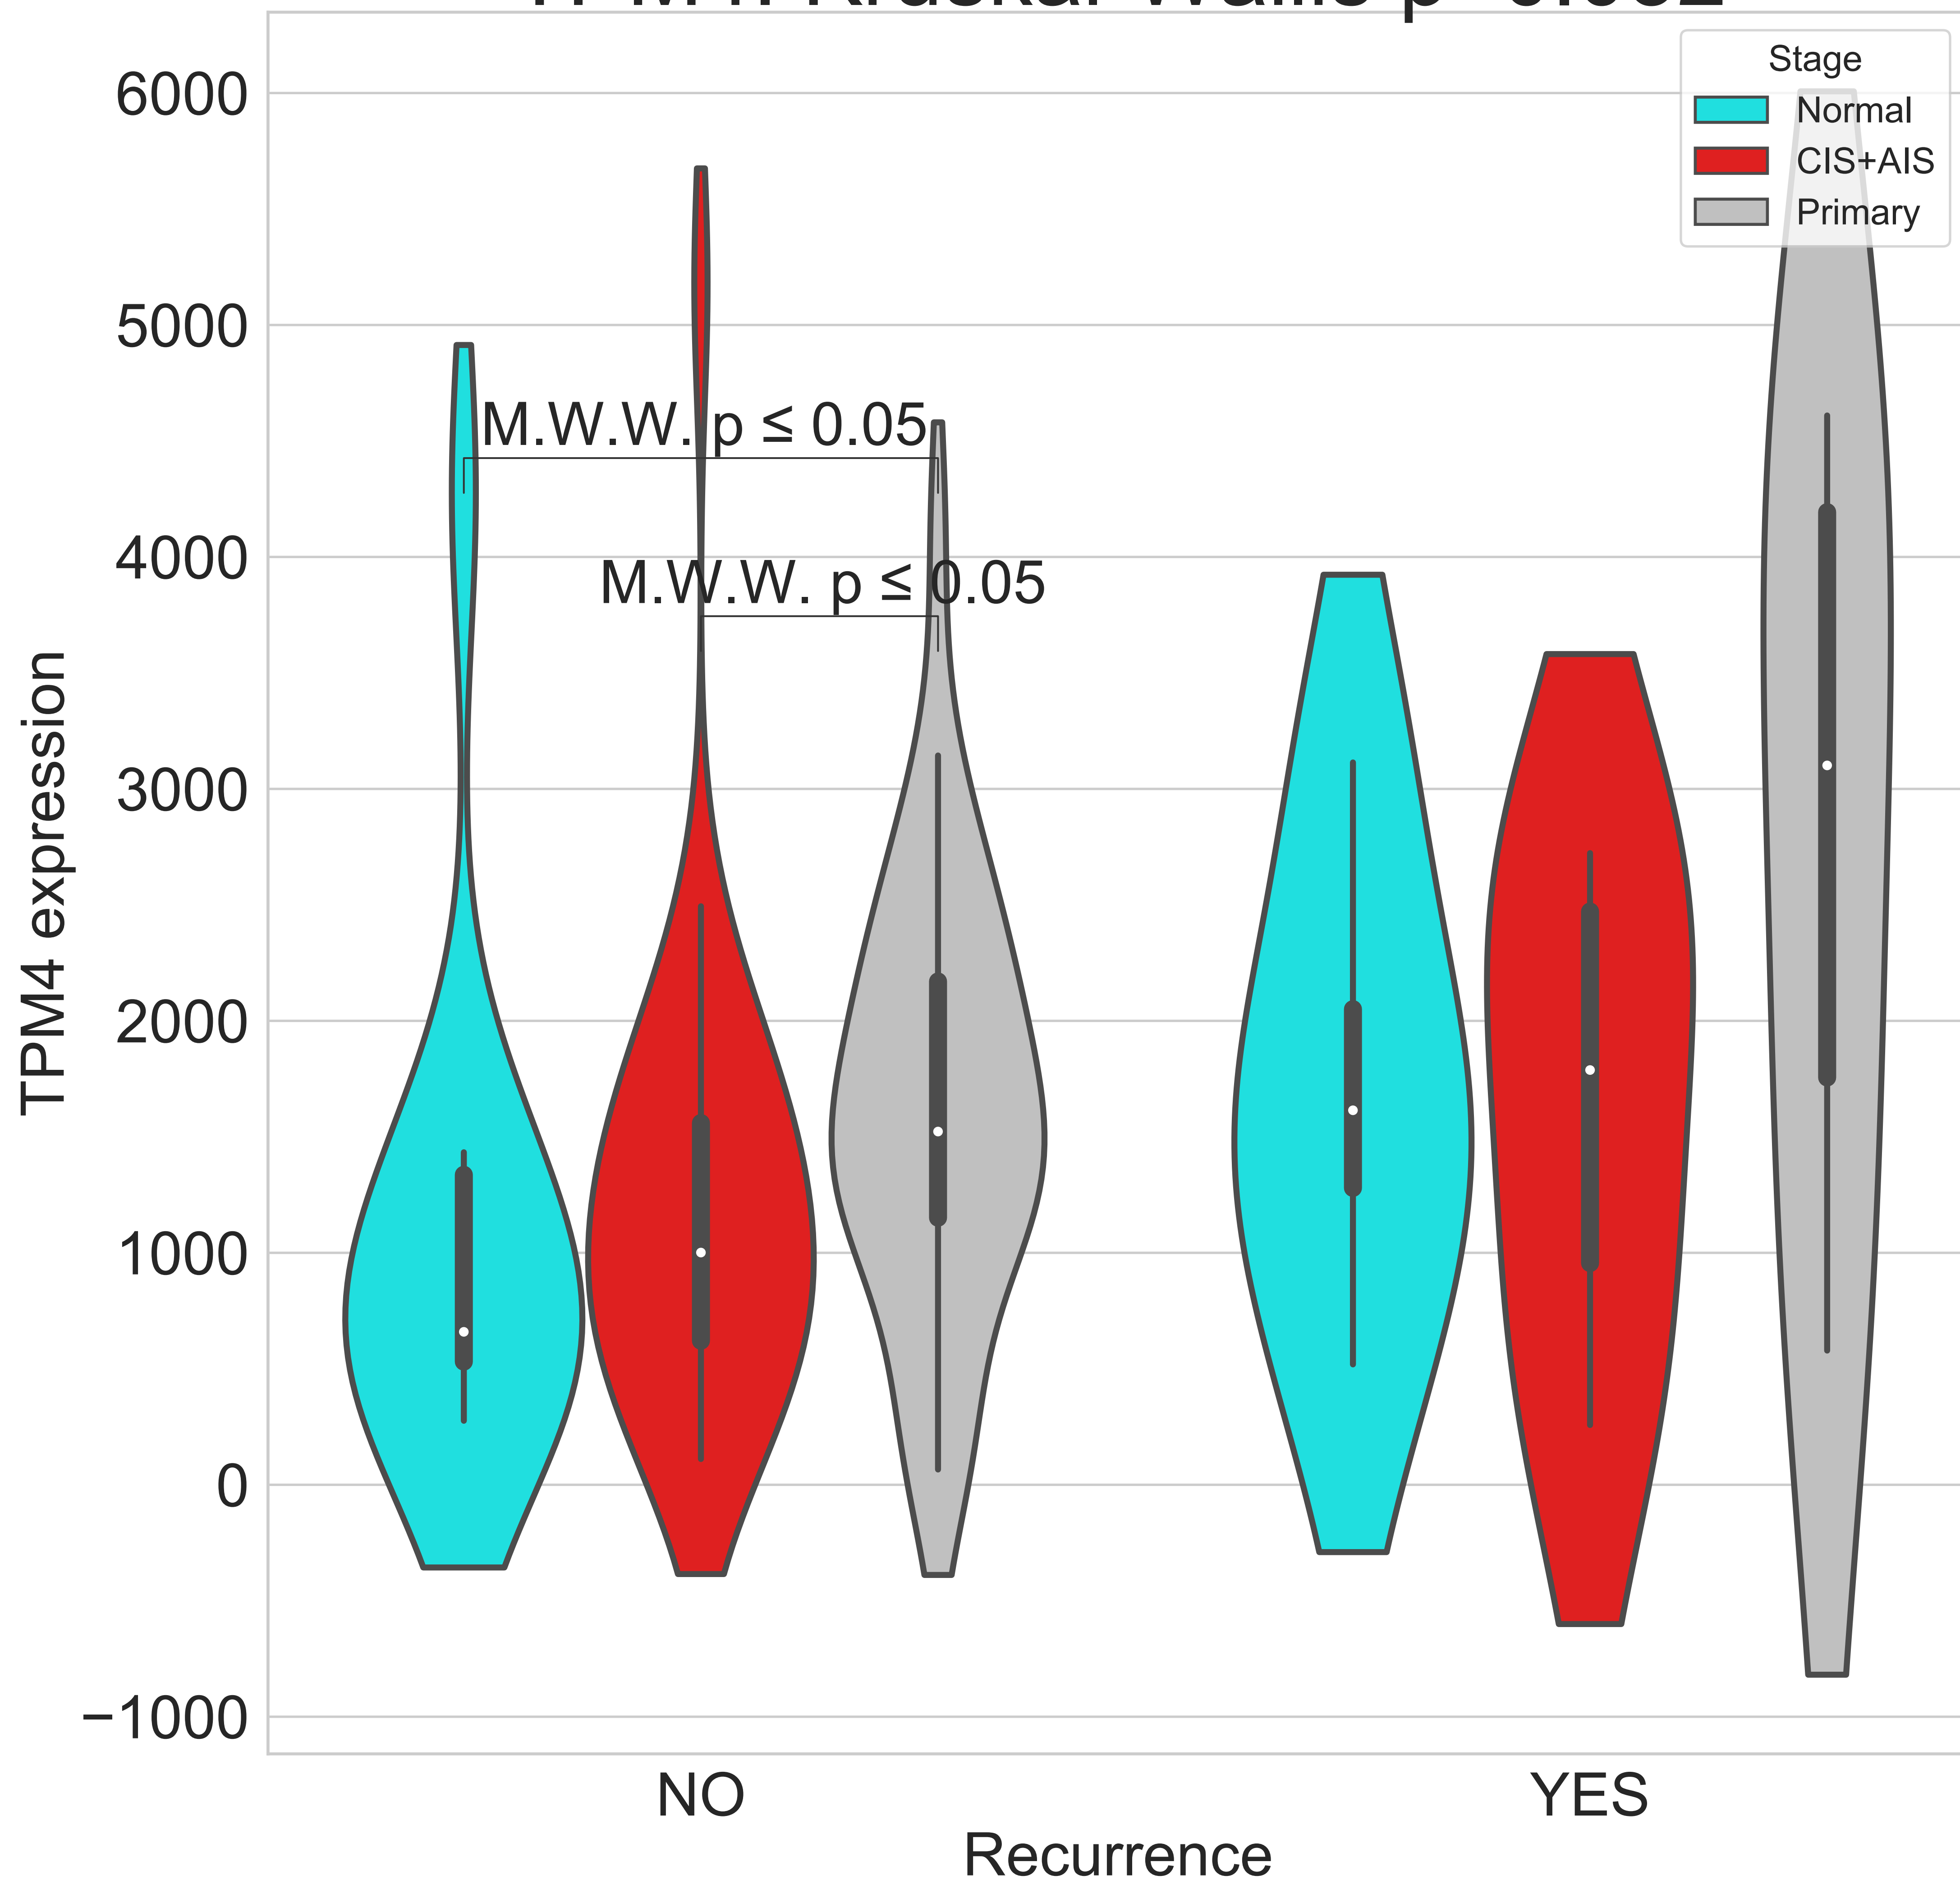 Stage
Normal
CIS+AIS
Primary
6000
5000
4000
3000
2000
1000
0
−1000
TPM4 expression
M.W.W. p ≤ 0.05
M.W.W. p ≤ 0.05
NO
YES
Recurrence